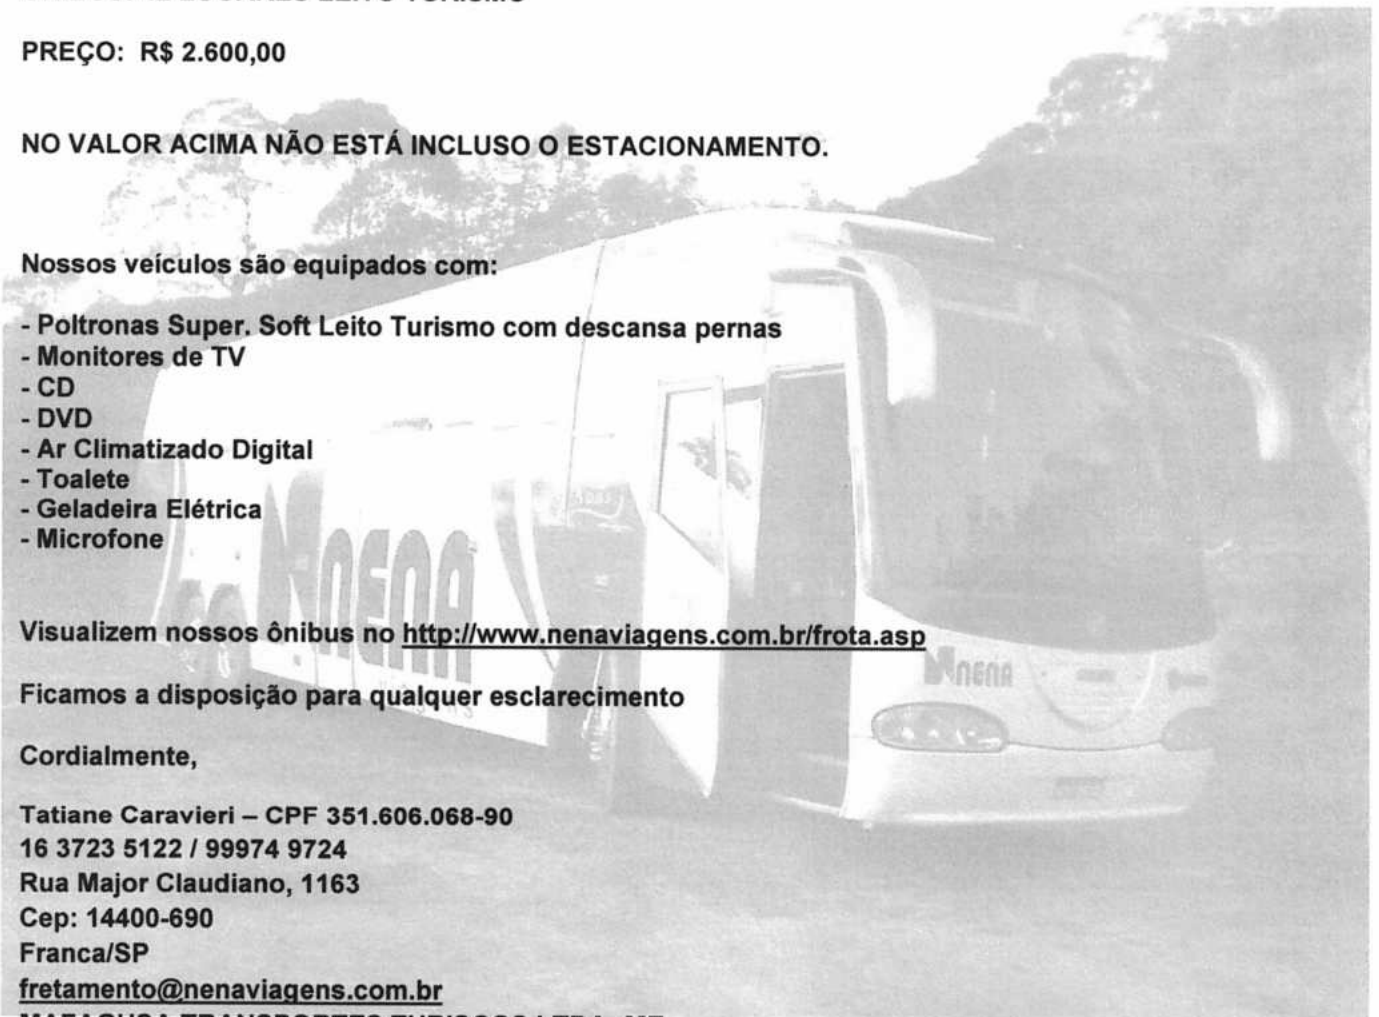 PREÇO: R$ 2.600,00
NO VALOR ACIMA NÃO ESTÁ INCLUSO O ESTACIONAMENTO.
Nossos veículos são equipados com:
- Poltronas Super. Soft Leito Turismo com descansa pernas
- Monitores de TV
- CD
- DVD
- Ar Climatizado Digital
- Toalete
- Geladeira Elétrica
- Microfone
NENA
Visualizem nossos ônibus no http://www.nenaviagens.com.br/frota.asp
NENA
Ficamos a disposição para qualquer esclarecimento
Cordialmente,
Tatiane Caravieri – CPF 351.606.068-90
16 3723 5122 / 99974 9724
Rua Major Claudiano, 1163
Cep: 14400-690
Franca/SP
fretamento@nenaviagens.com.br